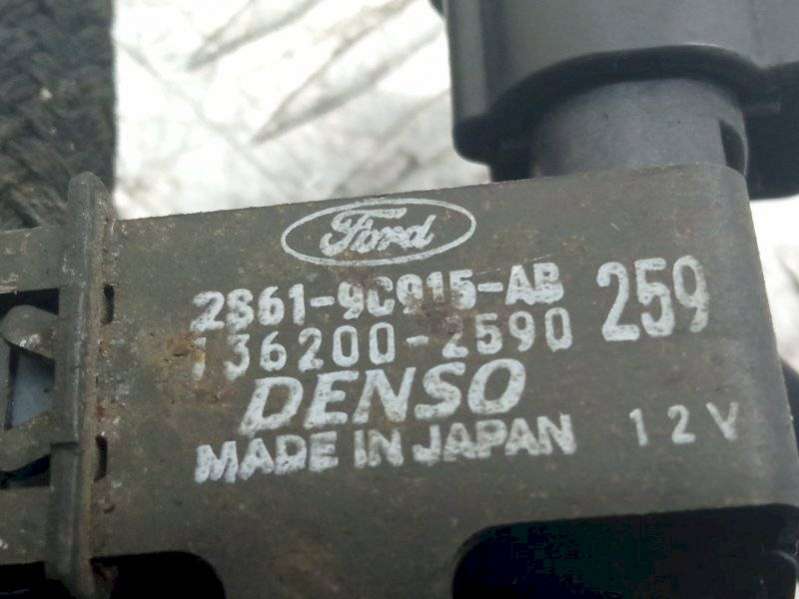 Ford
2S61-9C915-AB
136200-2590
259
DENSO
MADE IN JAPAN
12V